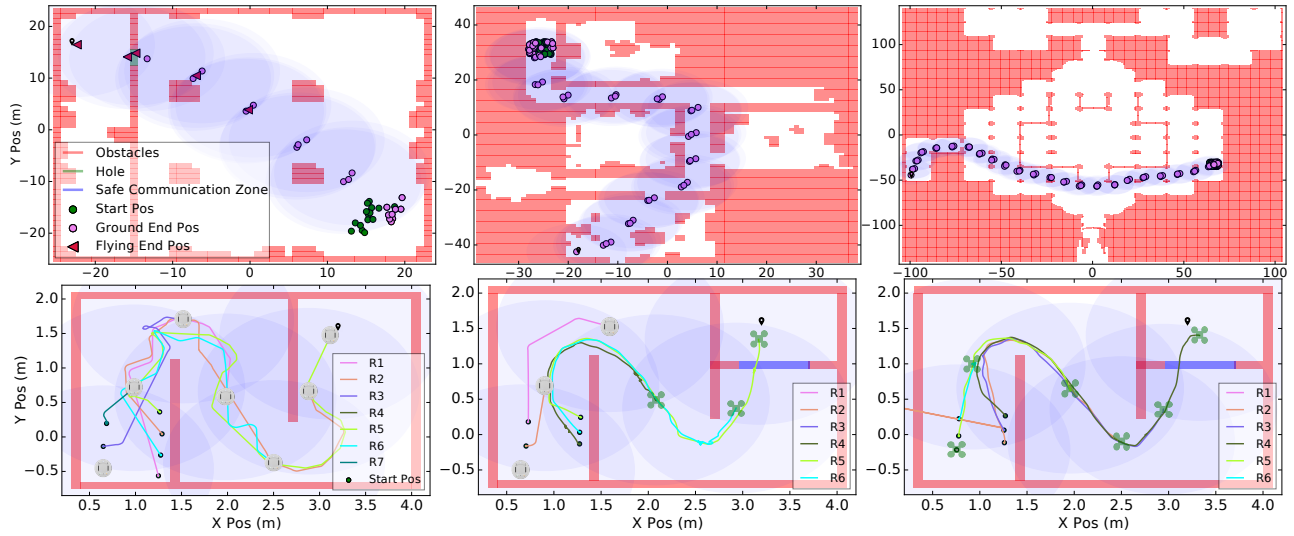 20
10
0
−10
−20
Y Pos (m)
Obstacles
Hole
Safe Communication Zone
Start Pos
Ground End Pos
Flying End Pos
−20 −10 0 10 20
40
20
0
−20
−40
−30 −20 −10 0 10 20 30
100
50
0
−50
−100
−100 −50 0 50 100
2.0
1.5
1.0
0.5
0.0
−0.5
Y Pos (m)
R1
R2
R3
R4
R5
R6
R7
Start Pos
0.5 1.0 1.5 2.0 2.5 3.0 3.5 4.0
X Pos (m)
2.0
1.5
1.0
0.5
0.0
−0.5
R1
R2
R3
R4
R5
R6
0.5 1.0 1.5 2.0 2.5 3.0 3.5 4.0
X Pos (m)
2.0
1.5
1.0
0.5
0.0
−0.5
R1
R2
R3
R4
R5
R6
0.5 1.0 1.5 2.0 2.5 3.0 3.5 4.0
X Pos (m)